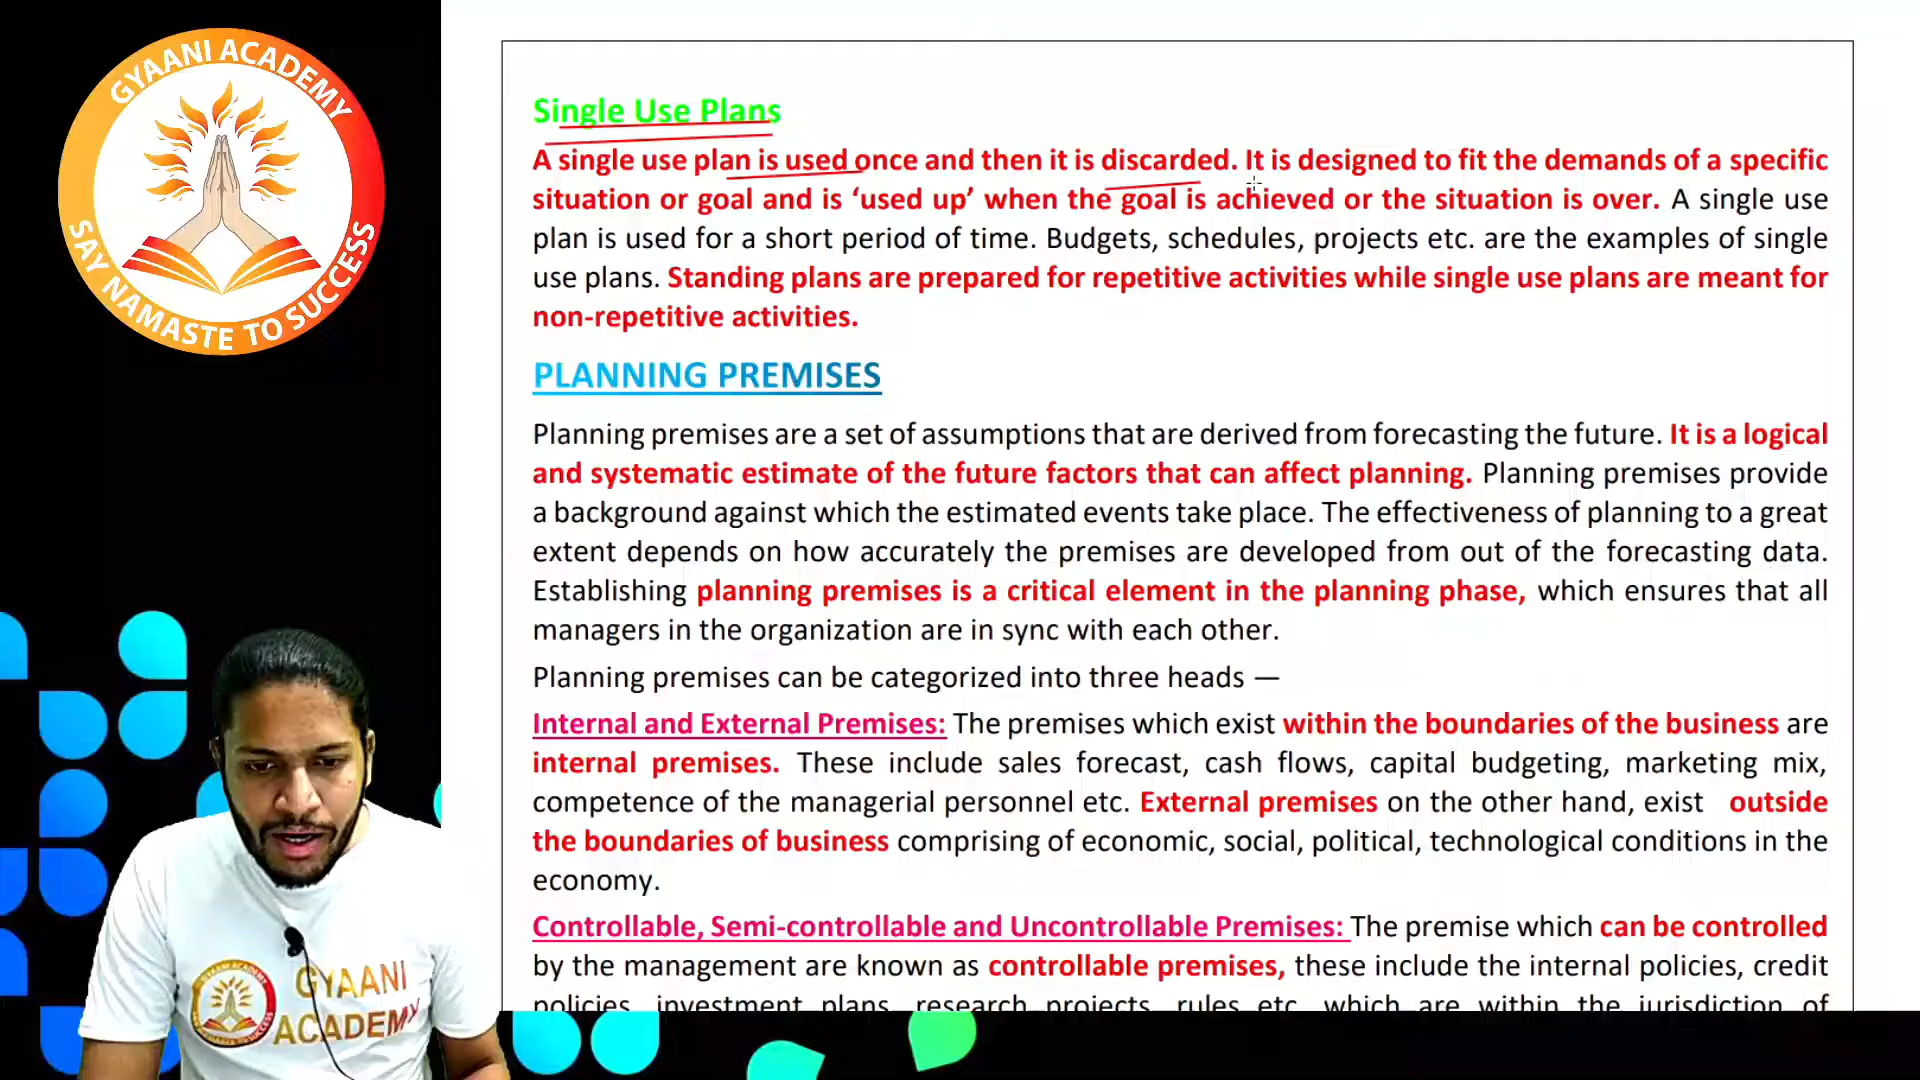 GYAANI ACADEMY
SAY NAMASTE TO SUCCESS
Single Use Plans
A single use plan is used once and then it is discarded. It is designed to fit the demands of a specific
situation or goal and is ‘used up’ when the goal is achieved or the situation is over. A single use
plan is used for a short period of time. Budgets, schedules, projects etc. are the examples of single
use plans. Standing plans are prepared for repetitive activities while single use plans are meant for
non-repetitive activities.
PLANNING PREMISES
Planning premises are a set of assumptions that are derived from forecasting the future. It is a logical
and systematic estimate of the future factors that can affect planning. Planning premises provide
a background against which the estimated events take place. The effectiveness of planning to a great
extent depends on how accurately the premises are developed from out of the forecasting data.
Establishing planning premises is a critical element in the planning phase, which ensures that all
managers in the organization are in sync with each other.
Planning premises can be categorized into three heads —
Internal and External Premises: The premises which exist within the boundaries of the business are
internal premises. These include sales forecast, cash flows, capital budgeting, marketing mix,
competence of the managerial personnel etc. External premises on the other hand, exist outside
the boundaries of business comprising of economic, social, political, technological conditions in the
economy.
Controllable, Semi-controllable and Uncontrollable Premises: The premise which can be controlled
by the management are known as controllable premises, these include the internal policies, credit
policies, investment plans, research projects, rules etc. which are within the jurisdiction of
GYAANI
ACADEMY